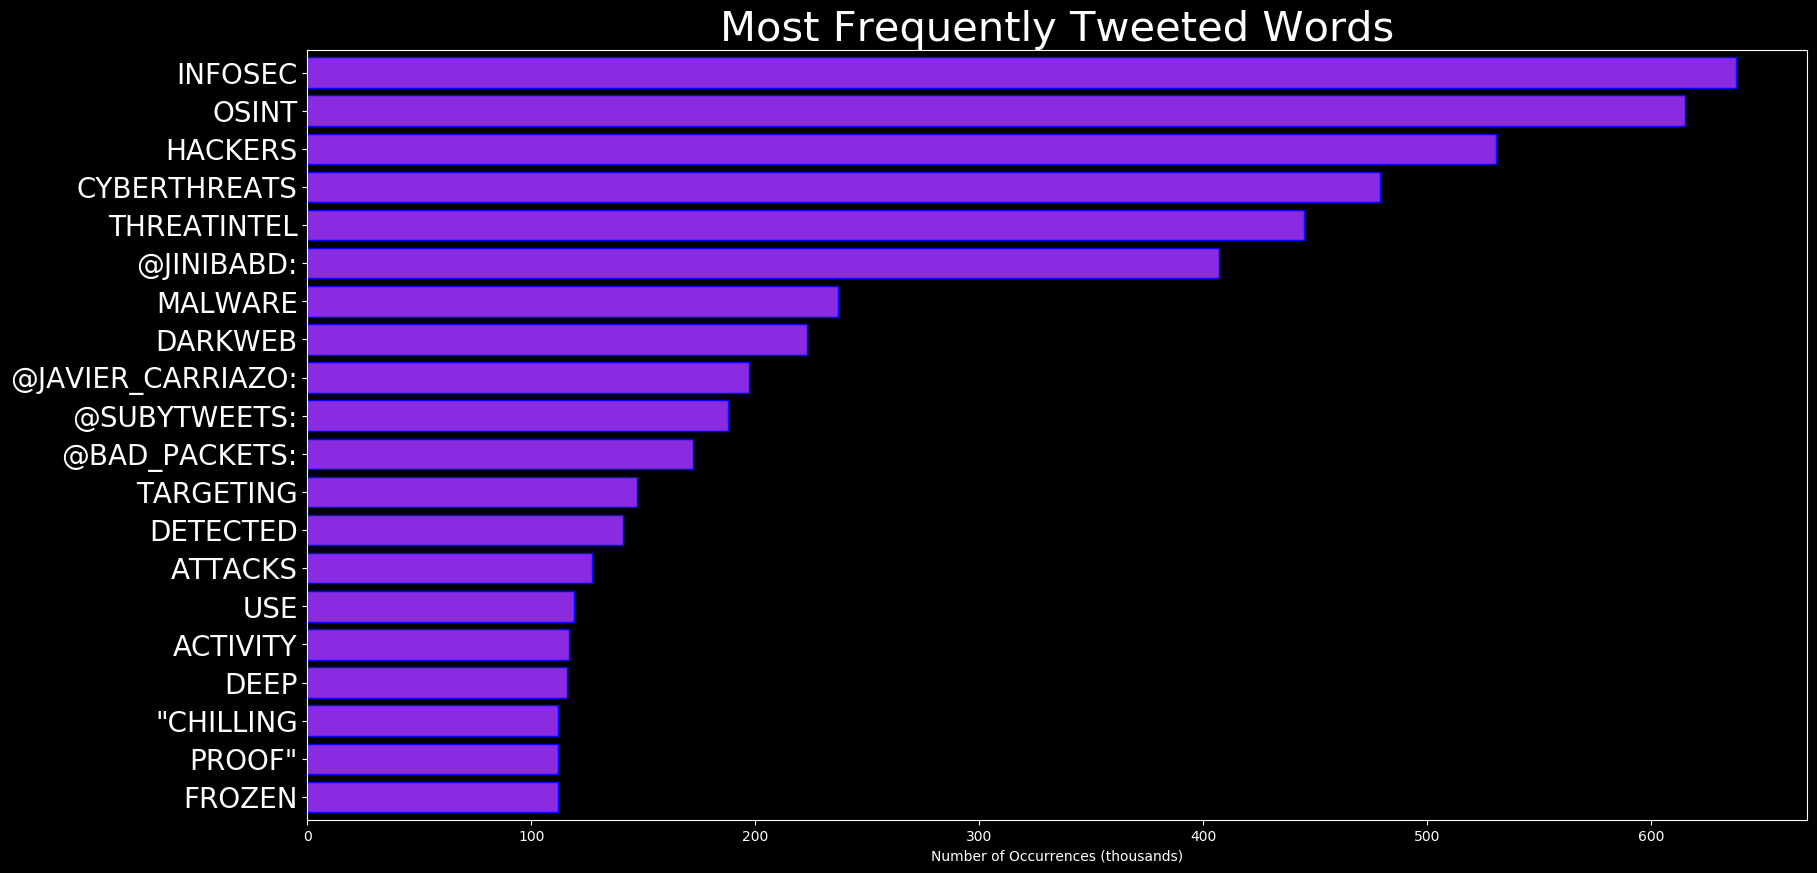 Most Frequently Tweeted Words
INFOSEC
OSINT
HACKERS
CYBERTHREATS
THREATINTEL
@JINIBABD:
MALWARE
DARKWEB
@JAVIER_CARRIAZO:
@SUBYTWEETS:
@BAD_PACKETS:
TARGETING
DETECTED
ATTACKS
USE
ACTIVITY
DEEP
"CHILLING
PROOF"
FROZEN
0 100 200 300 400 500 600
Number of Occurrences (thousands)